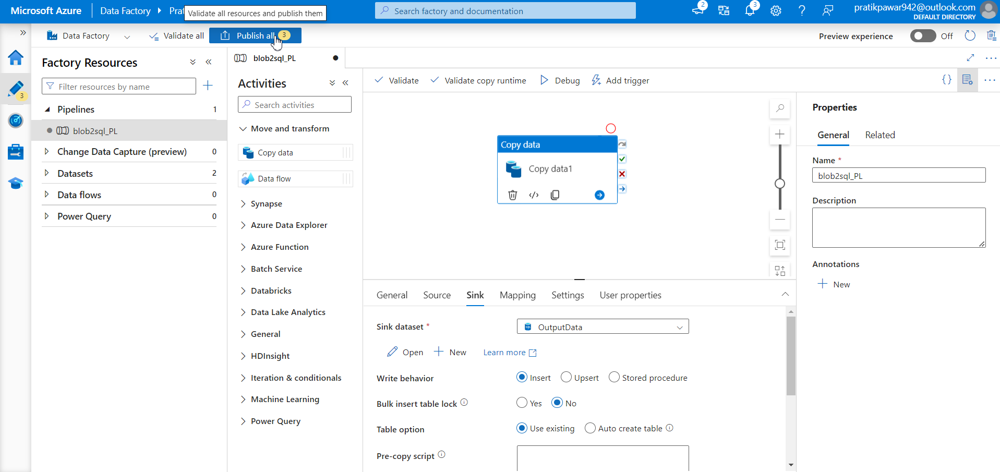 Microsoft Azure
Data Factory
Validate all resources and publish them
Search factory and documentation
2
3
pratikpawar942@outlook.com
DEFAULT DIRECTORY
Data Factory
Validate all
Publish all
3
Preview experience
Off
3
Factory Resources
Filter resources by name
Pipelines
1
blob2sql_PL
Change Data Capture (preview)
0
Datasets
2
Data flows
0
Power Query
0
blob2sql_PL
Activities
Search activities
Move and transform
Copy data
Data flow
Synapse
Azure Data Explorer
Azure Function
Batch Service
Databricks
Data Lake Analytics
General
HDInsight
Iteration & conditionals
Machine Learning
Power Query
Validate
Validate copy runtime
Debug
Add trigger
Copy data
Copy data1
General
Source
Sink
Mapping
Settings
User properties
Sink dataset *
OutputData
Open
New
Learn more
Write behavior
Insert
Upsert
Stored procedure
Bulk insert table lock
Yes
No
Table option
Use existing
Auto create table
Pre-copy script
Properties
General
Related
Name *
blob2sql_PL
Description
Annotations
New